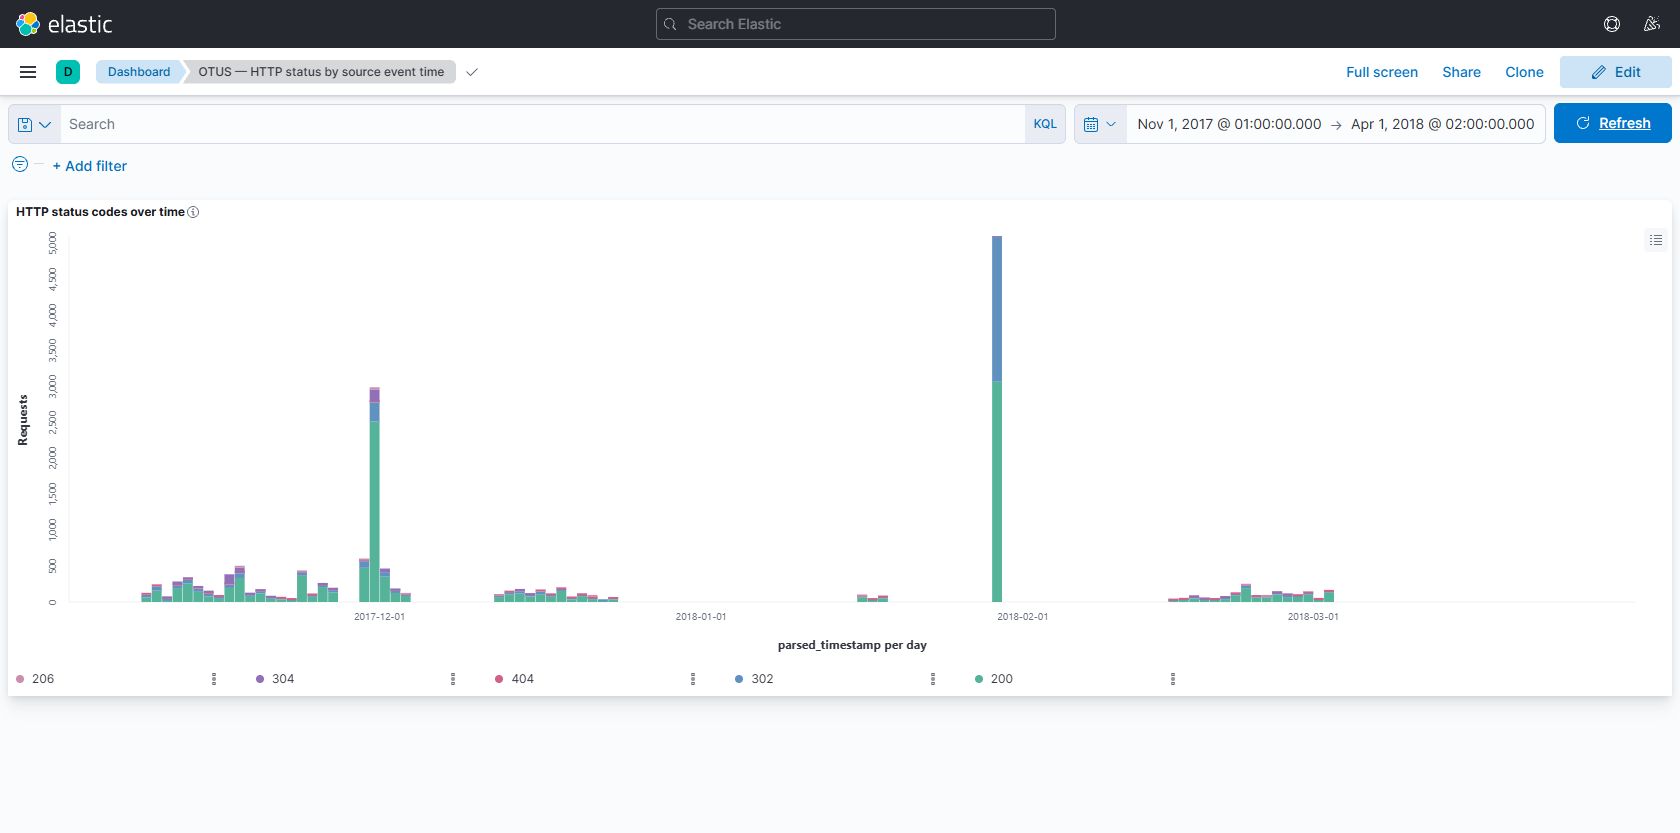 elastic
Search Elastic
D
Dashboard
OTUS — HTTP status by source event time
Full screen
Share
Clone
Edit
Search
KQL
Nov 1, 2017 @ 01:00:00.000 → Apr 1, 2018 @ 02:00:00.000
Refresh
+ Add filter
HTTP status codes over time
Requests
5,000
4,500
4,000
3,500
3,000
2,500
2,000
1,500
1,000
500
0
2017-12-01
2018-01-01
2018-02-01
2018-03-01
parsed_timestamp per day
206
304
404
302
200